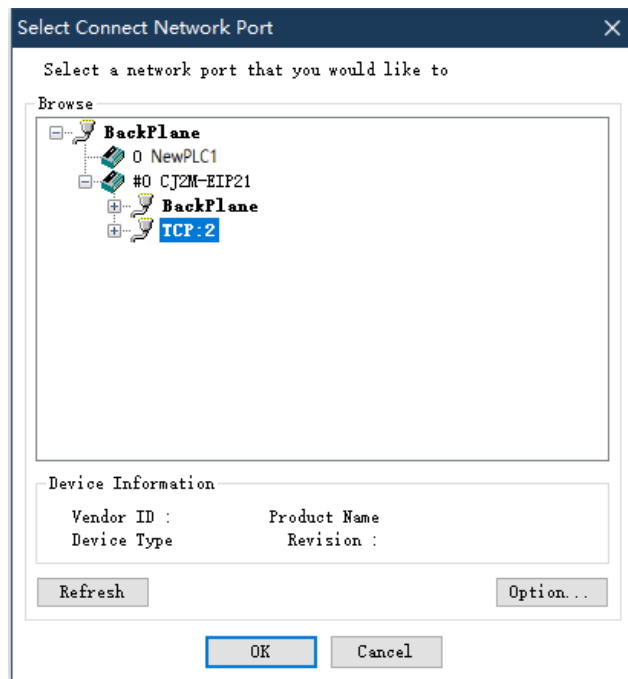 Select Connect Network Port
Select a network port that you would like to
Browse
BackPlane
0 NewPLC1
#0 CJ2M-EIP21
BackPlane
TCP:2
Device Information
Vendor ID : Product Name
Device Type Revision :
Refresh Option...
OK Cancel